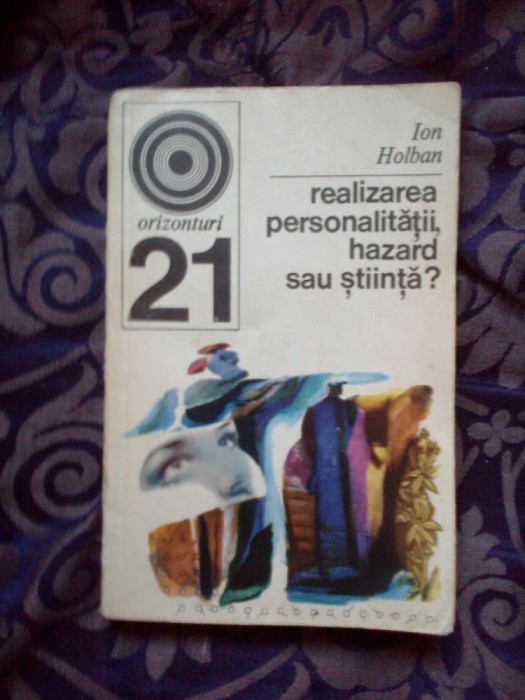 orizonturi
21
Ion
Holban
realizarea
personalității,
hazard
sau știință?